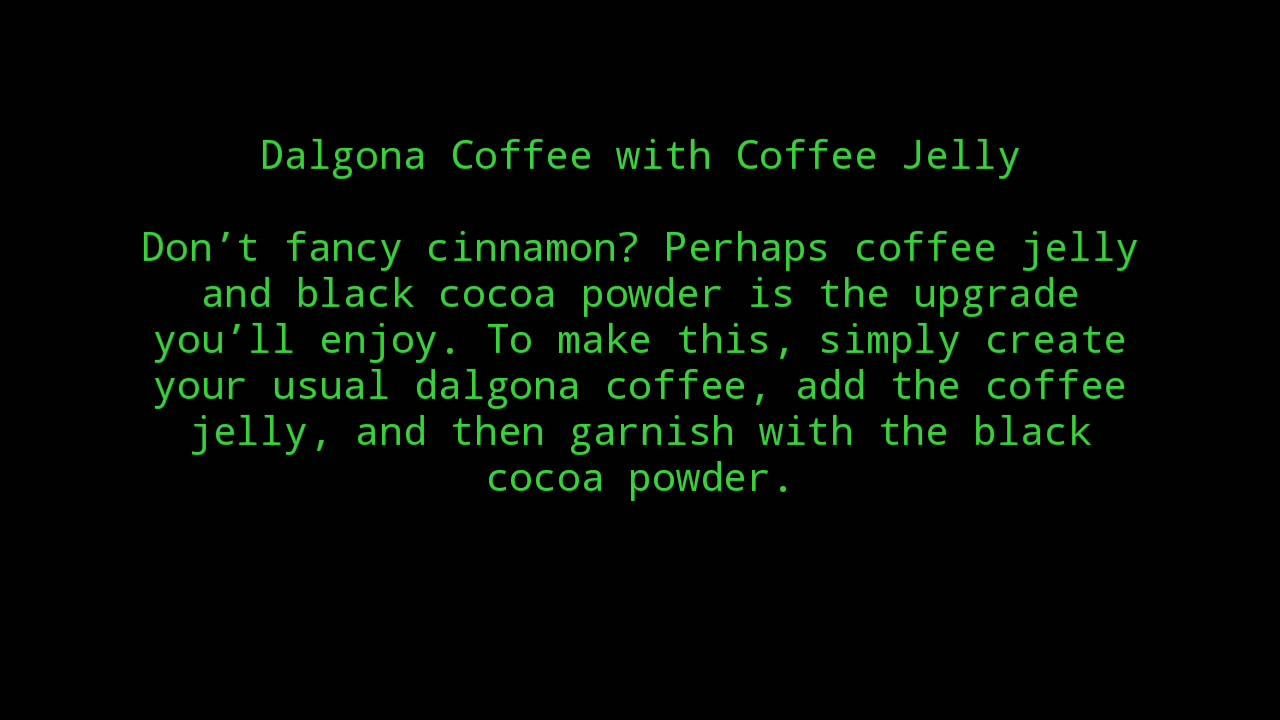 Dalgona Coffee with Coffee Jelly
Don’t fancy cinnamon? Perhaps coffee jelly
and black cocoa powder is the upgrade
you’ll enjoy. To make this, simply create
your usual dalgona coffee, add the coffee
jelly, and then garnish with the black
cocoa powder.